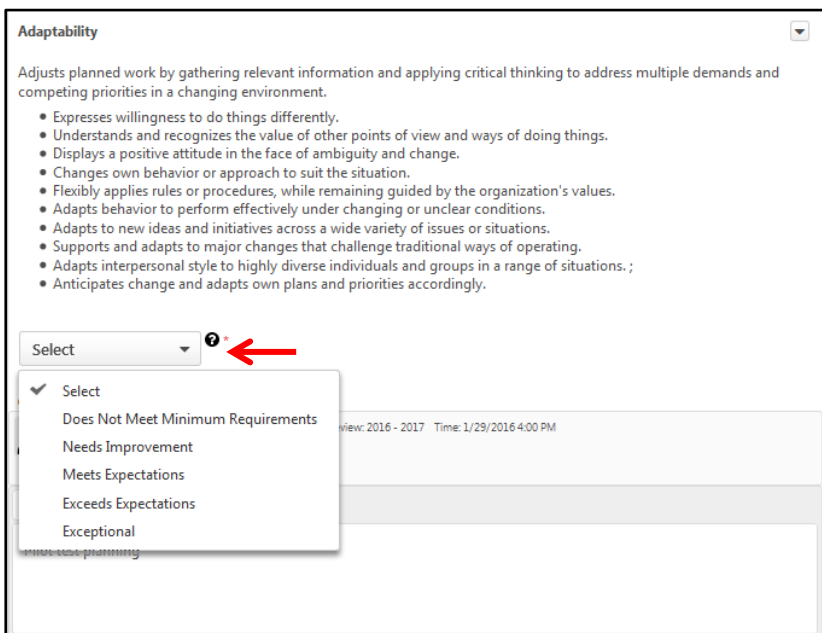 Adaptability
Adjusts planned work by gathering relevant information and applying critical thinking to address multiple demands and
competing priorities in a changing environment.
• Expresses willingness to do things differently.
• Understands and recognizes the value of other points of view and ways of doing things.
• Displays a positive attitude in the face of ambiguity and change.
• Changes own behavior or approach to suit the situation.
• Flexibly applies rules or procedures, while remaining guided by the organization's values.
• Adapts behavior to perform effectively under changing or unclear conditions.
• Adapts to new ideas and initiatives across a wide variety of issues or situations.
• Supports and adapts to major changes that challenge traditional ways of operating.
• Adapts interpersonal style to highly diverse individuals and groups in a range of situations. ;
• Anticipates change and adapts own plans and priorities accordingly.
Select ? *
Select
Does Not Meet Minimum Requirements
2016 - 2017 Time: 1/29/2016 4:00 PM
Needs Improvement
Meets Expectations
Exceeds Expectations
Exceptional
Pilot test planning